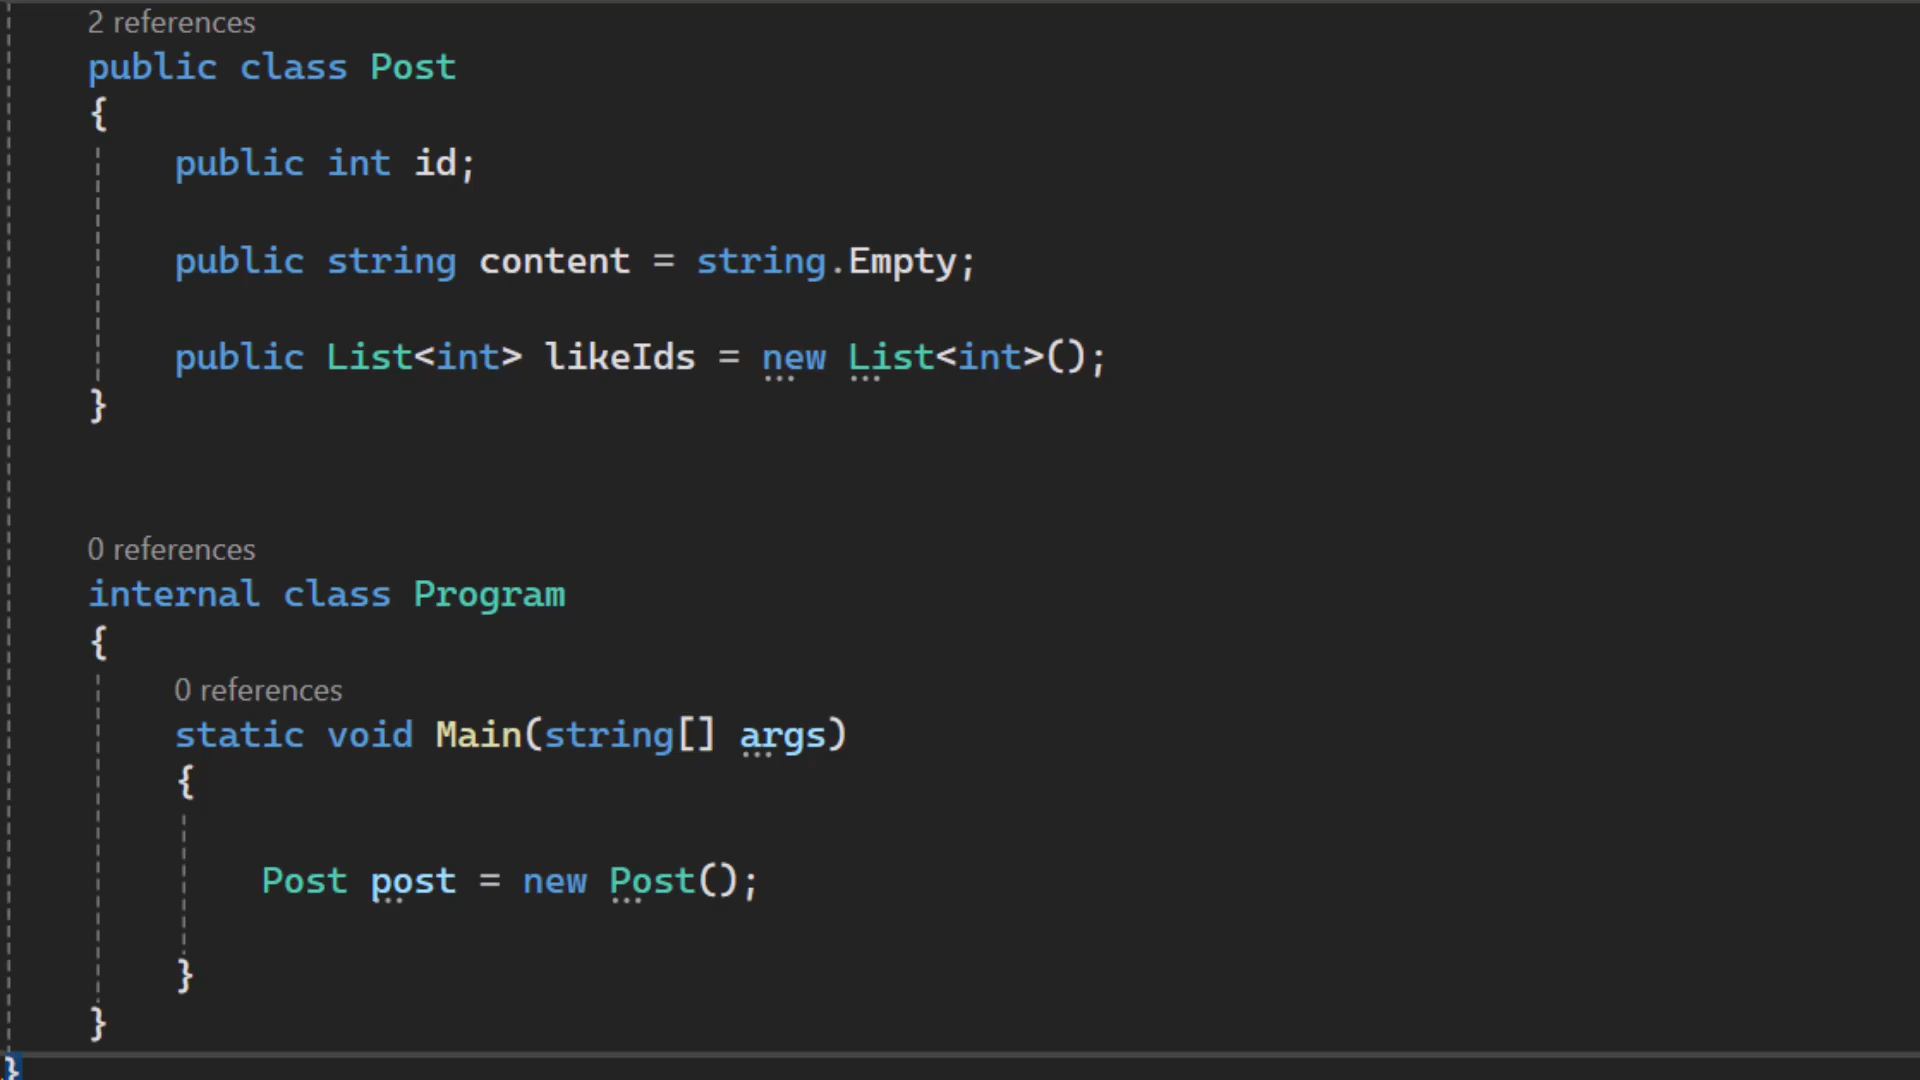 2 references
public class Post
{
public int id;
public string content = string.Empty;
public List<int> likeIds = new List<int>();
}
0 references
internal class Program
{
0 references
static void Main(string[] args)
{
Post post = new Post();
}
}
}